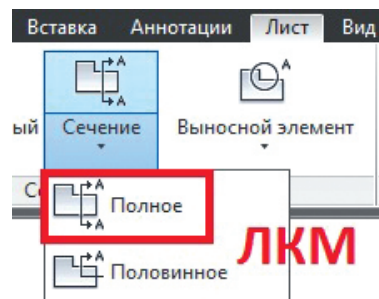 Вставка Аннотации Лист Вид
A
A
A
ый Сечение Выносной элемент
С
A
A
Полное
ЛКМ
A
A
Половинное